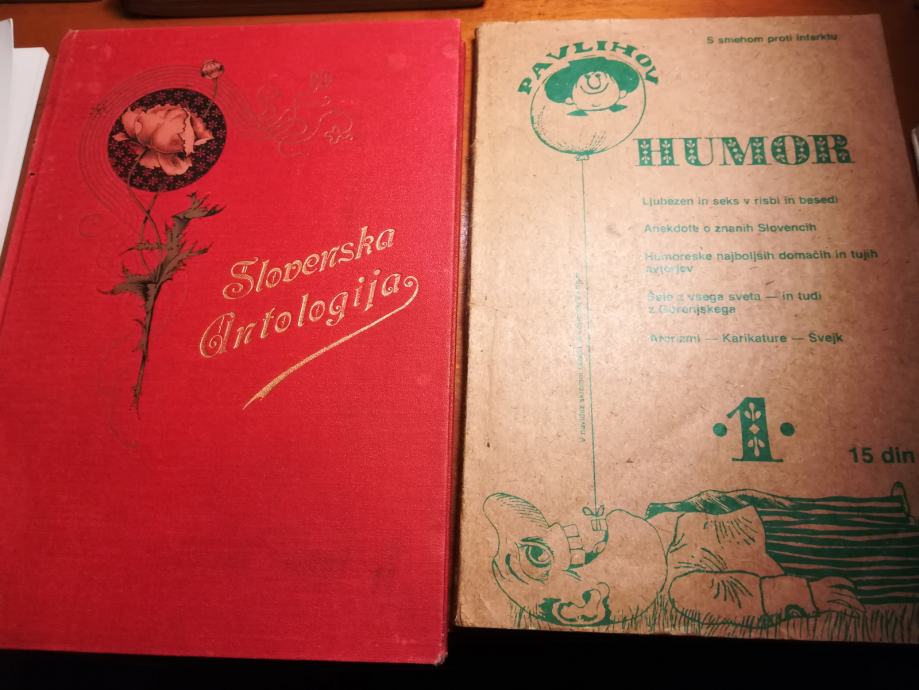 Slovenska
Antologija
S smehom proti infarktu
PAVLIHOV
HUMOR
Ljubezen in seks v risbi in besedi
Anekdote o znanih Slovencih
Humoreske najboljših domačih in tujih
avtorjev
Šale z vsega sveta — in tudi
z Gorenjskega
Aforizmi — Karikature — Švejk
1
15 din